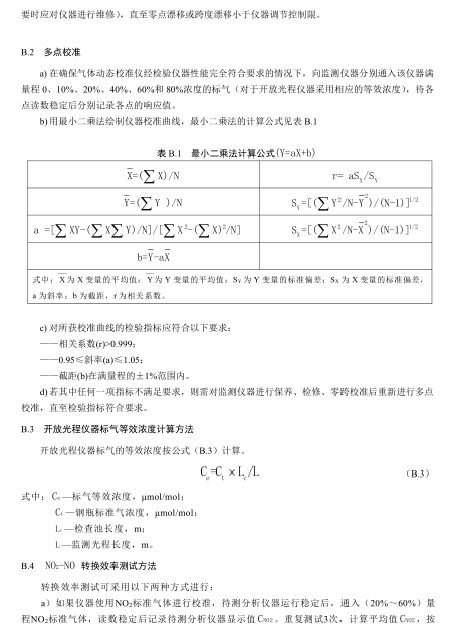 要时应对仪器进行维修），直至零点漂移或跨度漂移小于仪器调节控制限。
B.2 多点校准
a) 在确保气体动态校准仪经检验仪器性能完全符合要求的情况下，向监测仪器分别通入该仪器满
量程 0、10%、20%、40%、60%和 80%浓度的标气（对于开放光程仪器采用相应的等效浓度），待各
点读数稳定后分别记录各点的响应值。
b) 用最小二乘法绘制仪器校准曲线，最小二乘法的计算公式见表 B.1
表 B.1 最小二乘法计算公式(Y=aX+b)
X̅=(∑ X)/N r= aSₓ/Sᵧ
Y̅=(∑ Y )/N Sᵧ=[(∑ Y²/N-Y̅²)/(N-1)]^1/2
a =[∑ XY-(∑ X∑ Y)/N]/[∑ X²-(∑ X)²/N] Sₓ=[(∑ X²/N-X̅²)/(N-1)]^1/2
b=Y̅-aX̅
式中：X̅ 为 X 变量的平均值；Y̅ 为 Y 变量的平均值；SY 为 Y 变量的标准偏差；SX 为 X 变量的标准偏差，
a 为斜率；b 为截距，r 为相关系数。
c) 对所获校准曲线的检验指标应符合以下要求：
——相关系数(r)>0.999；
——0.95≤斜率(a)≤1.05；
——截距(b)在满量程的±1%范围内。
d) 若其中任何一项指标不满足要求，则需对监测仪器进行保养、检修、零跨校准后重新进行多点
校准，直至检验指标符合要求。
B.3 开放光程仪器标气等效浓度计算方法
开放光程仪器标气的等效浓度按公式（B.3）计算。
Cₑ=Cₜ ×L꜀/L （B.3）
式中：Cₑ —标气等效浓度，μmol/mol；
Cₜ —钢瓶标准气浓度，μmol/mol；
L꜀ —检查池长度，m；
L —监测光程长度，m。
B.4 NO₂—NO 转换效率测试方法
转换效率测试可采用以下两种方式进行：
a）如果仪器使用 NO₂标准气体进行校准，待测分析仪器运行稳定后，通入（20%～60%）量
程NO₂标准气体，读数稳定后记录待测分析仪器显示值 CNO2 。重复测试3次，计算平均值 CNO2 ，按